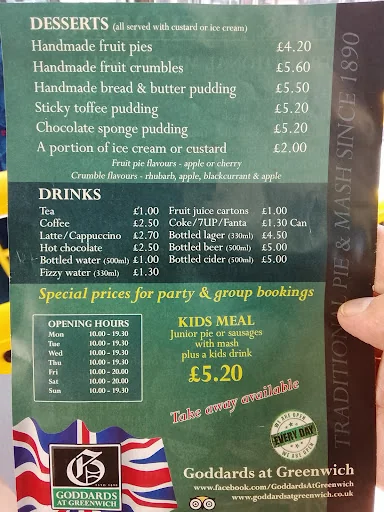 DESSERTS (all served with custard or ice cream)
Handmade fruit pies £4.20
Handmade fruit crumbles £5.60
Handmade bread & butter pudding £5.50
Sticky toffee pudding £5.20
Chocolate sponge pudding £5.20
A portion of ice cream or custard £2.00
Fruit pie flavours - apple or cherry
Crumble flavours - rhubarb, apple, blackcurrant & apple
DRINKS
Tea £1.00 Fruit juice cartons £1.00
Coffee £2.50 Coke/7UP/Fanta £1.30 Can
Latte/Cappuccino £2.70 Bottled lager (330ml) £4.50
Hot chocolate £2.50 Bottled beer (500ml) £5.00
Bottled water (500ml) £1.00 Bottled cider (500ml) £5.00
Fizzy water (330ml) £1.30
Special prices for party & group bookings
OPENING HOURS
Mon 10.00 - 19.30
Tue 10.00 - 19.30
Wed 10.00 - 19.30
Thu 10.00 - 19.30
Fri 10.00 - 20.00
Sat 10.00 - 20.00
Sun 10.00 - 19.30
KIDS MEAL
Junior pie or sausages
with mash
plus a kids drink
£5.20
Take away available
WE ARE OPEN
EVERY DAY
WE ARE OPEN
G
ESTD 1890
GODDARDS
AT GREENWICH
Goddards at Greenwich
www.facebook.com/GoddardsAtGreenwich
www.goddardsatgreenwich.co.uk
TRADITIONAL PIE & MASH SINCE 1890